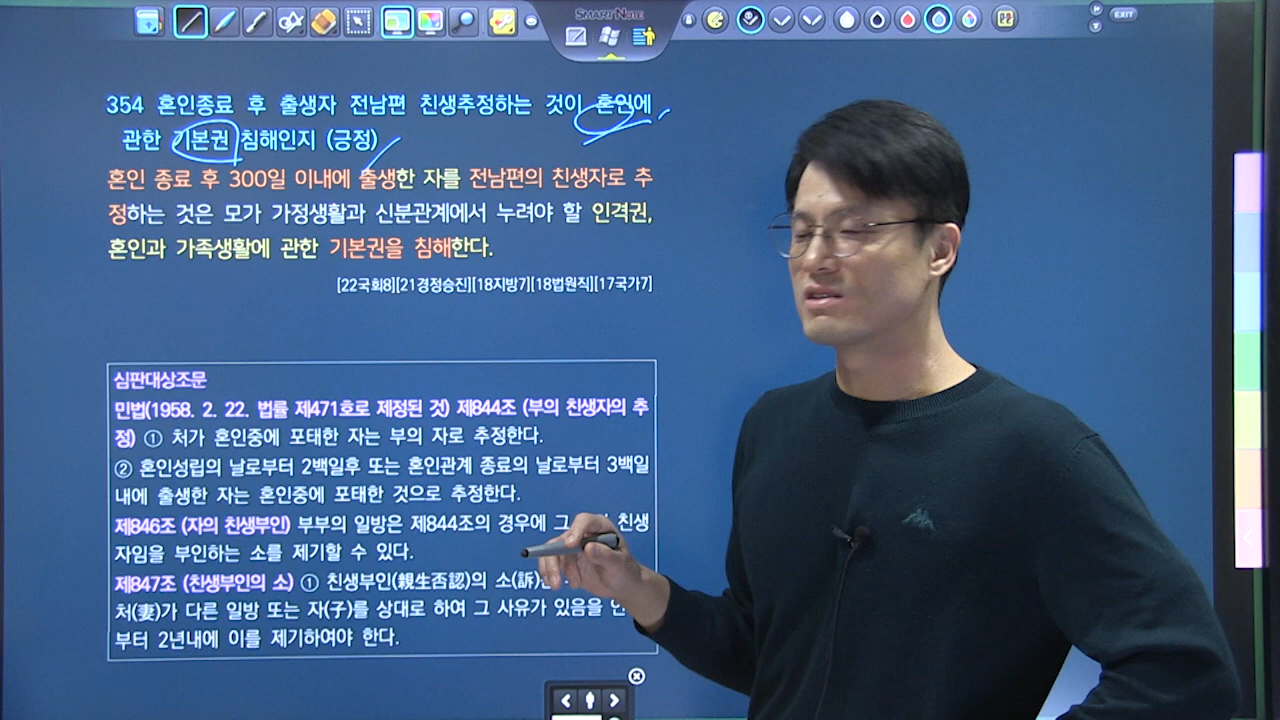 SMART NOTE
EXIT
354 혼인종료 후 출생자 전남편 친생추정하는 것이 혼인에
관한 기본권 침해인지 (긍정)
혼인 종료 후 300일 이내에 출생한 자를 전남편의 친생자로 추
정하는 것은 모가 가정생활과 신분관계에서 누려야 할 인격권,
혼인과 가족생활에 관한 기본권을 침해한다.
[22국회8][21경정승진][18지방7][18법원직][17국가7]
심판대상조문
민법(1958. 2. 22. 법률 제471호로 제정된 것) 제844조 (부의 친생자의 추
정) ① 처가 혼인중에 포태한 자는 부의 자로 추정한다.
② 혼인성립의 날로부터 2백일후 또는 혼인관계 종료의 날로부터 3백일
내에 출생한 자는 혼인중에 포태한 것으로 추정한다.
제846조 (자의 친생부인) 부부의 일방은 제844조의 경우에 그 친생
자임을 부인하는 소를 제기할 수 있다.
제847조 (친생부인의 소) ① 친생부인(親生否認)의 소(訴)는
처(妻)가 다른 일방 또는 자(子)를 상대로 하여 그 사유가 있음을
부터 2년내에 이를 제기하여야 한다.